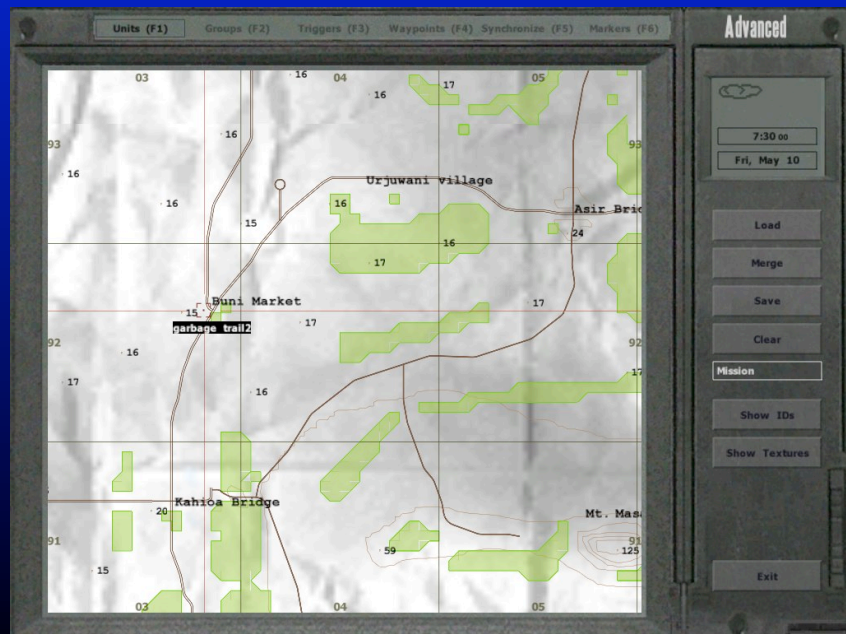 Units (F1) Groups (F2) Triggers (F3) Waypoints (F4) Synchronize (F5) Markers (F6)
Advanced
03 16 04 17 05
16
7:30 00
Fri, May 10
93 16 93
16 Urjuwani village
16 16 Asir Bri
15 24
16
17
Load
Merge
Save
Clear
Mission
Show IDs
Show Textures
Exit
Buni Market 17
15
garbage trail2 17
92 16 92
17 16 17
Kahioa Bridge
20 Mt. Mas
91 91
59 125
15
03 04 05